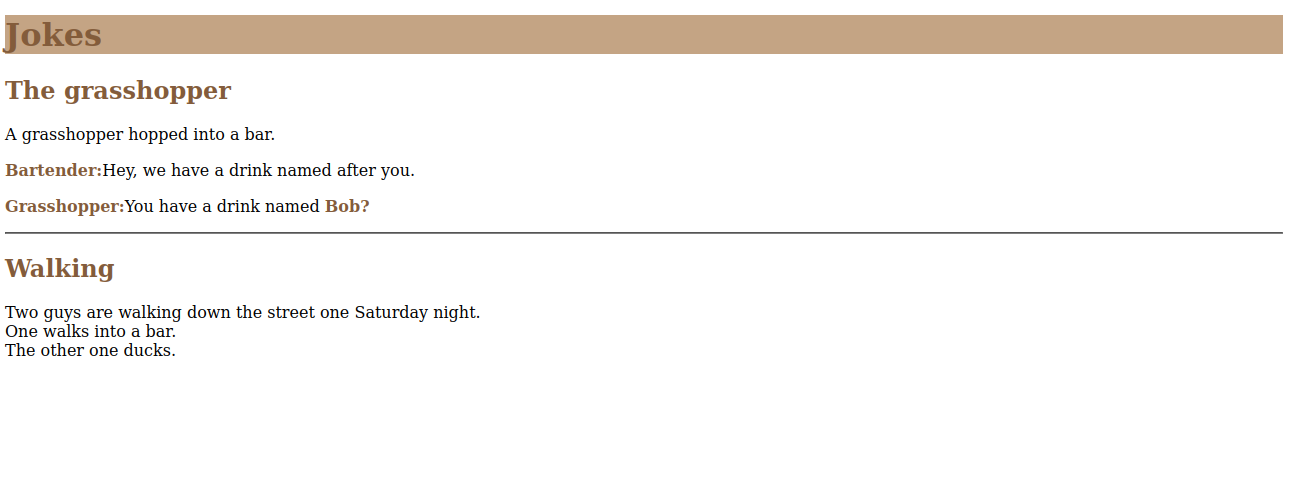 Jokes
The grasshopper
A grasshopper hopped into a bar.
Bartender:Hey, we have a drink named after you.
Grasshopper:You have a drink named Bob?
Walking
Two guys are walking down the street one Saturday night.
One walks into a bar.
The other one ducks.